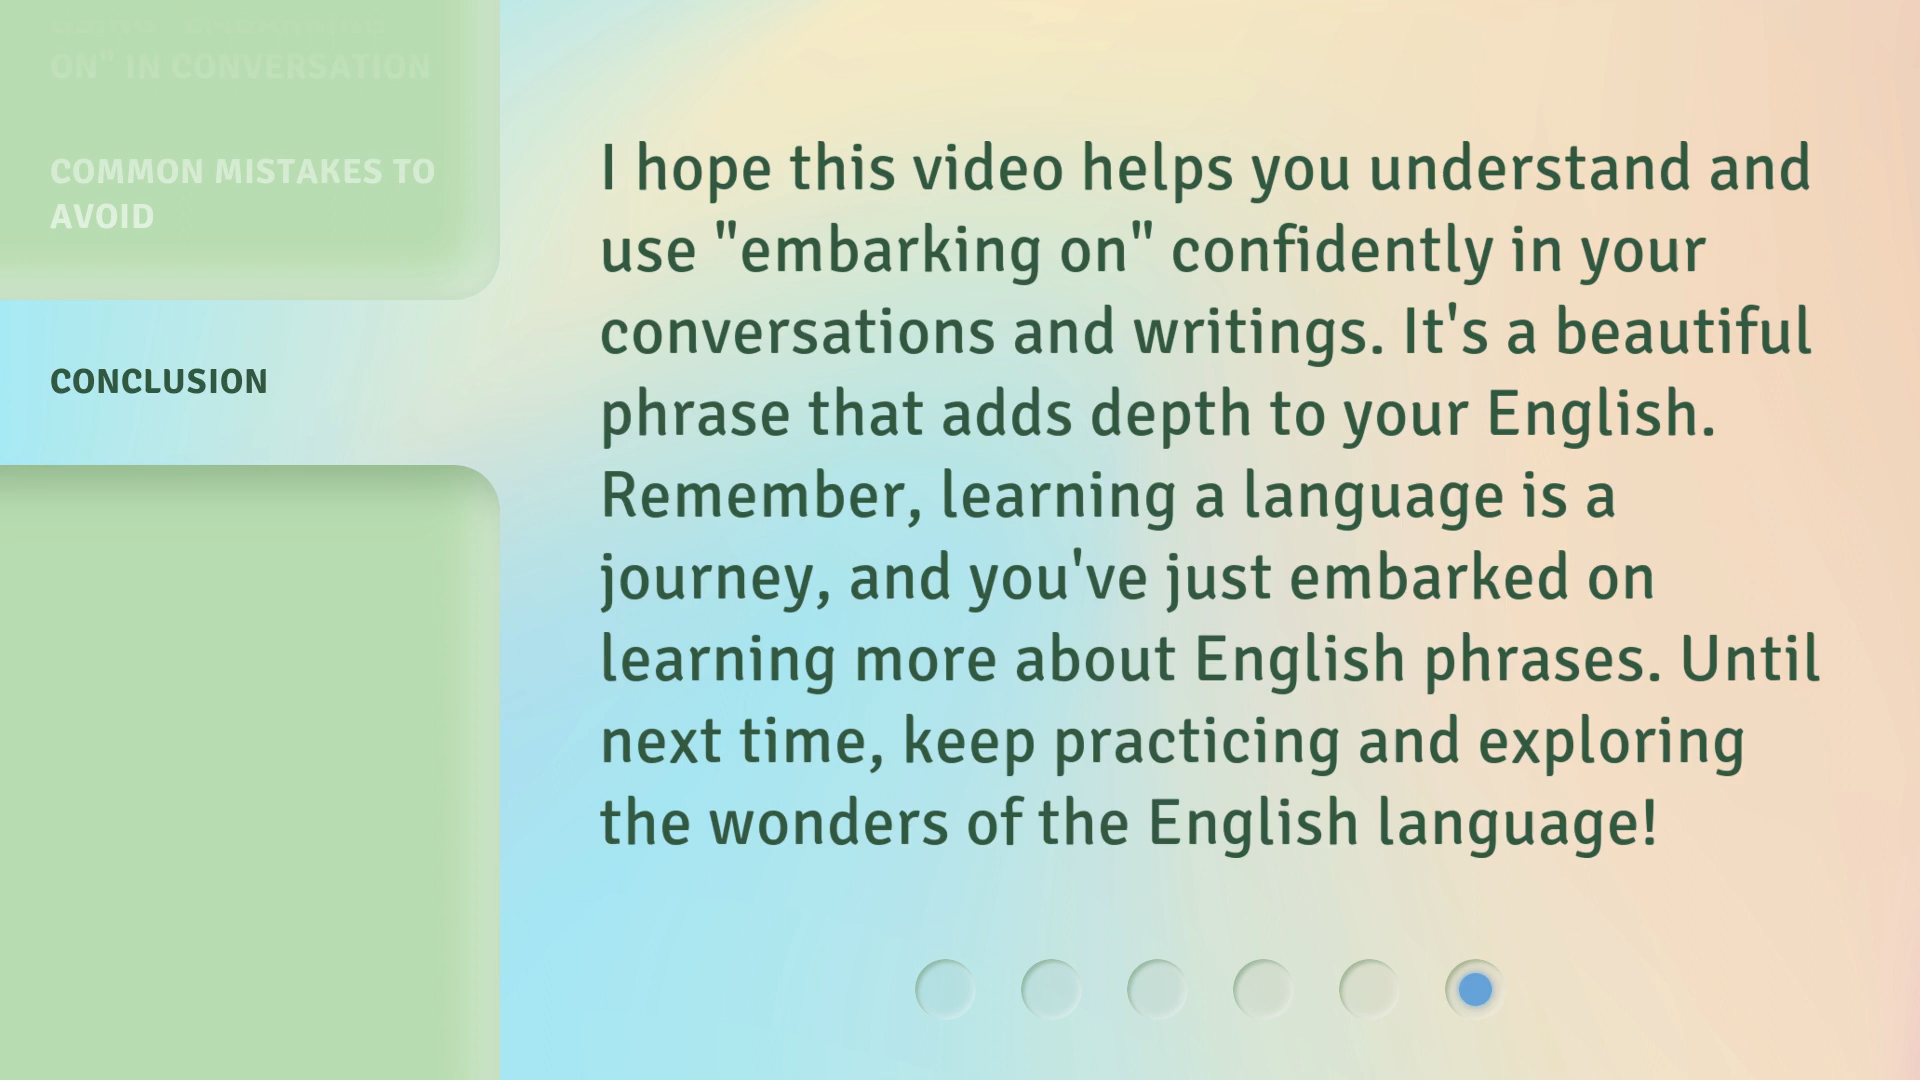 ON" IN CONVERSATION
COMMON MISTAKES TO
AVOID
CONCLUSION
I hope this video helps you understand and
use "embarking on" confidently in your
conversations and writings. It's a beautiful
phrase that adds depth to your English.
Remember, learning a language is a
journey, and you've just embarked on
learning more about English phrases. Until
next time, keep practicing and exploring
the wonders of the English language!